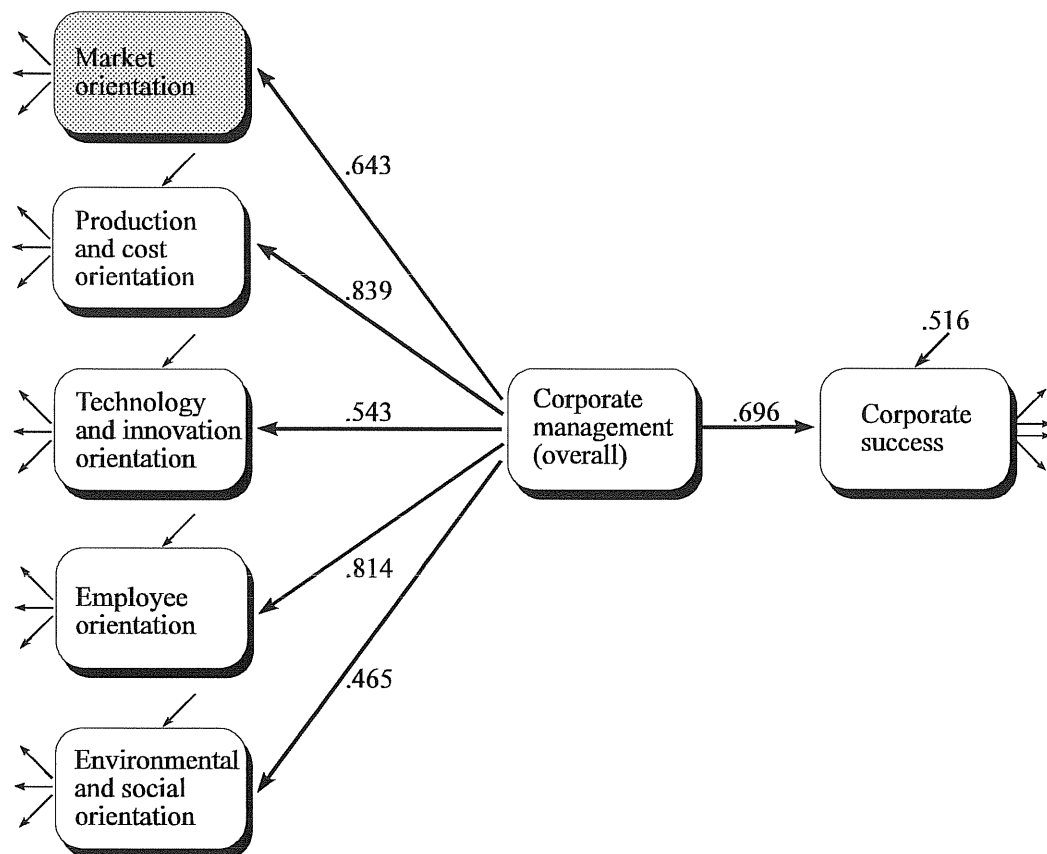 Market
orientation
.643
Production
and cost
orientation
.839
.516
Technology
and innovation
orientation
.543
Corporate
management
(overall)
.696
Corporate
success
Employee
orientation
.814
.465
Environmental
and social
orientation